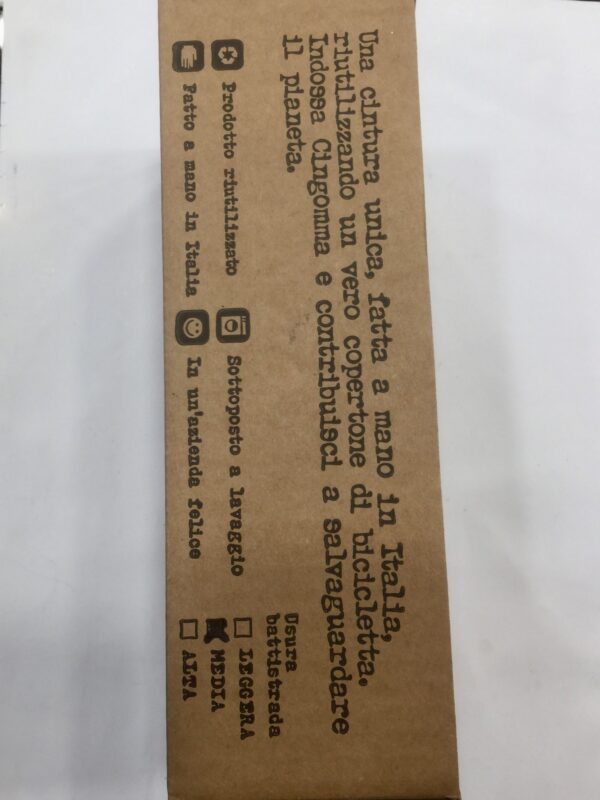 Una cintura unica, fatta a mano in Italia,
riutilizzando un vero copertone di bicicletta.
Indossa Cingomma e contribuisci a salvaguardare
il pianeta.
Prodotto riutilizzato
Sottoposto a lavaggio
Fatto a mano in Italia
In un'azienda felice
Usura
battistrada
LEGGERA
MEDIA
ALTA